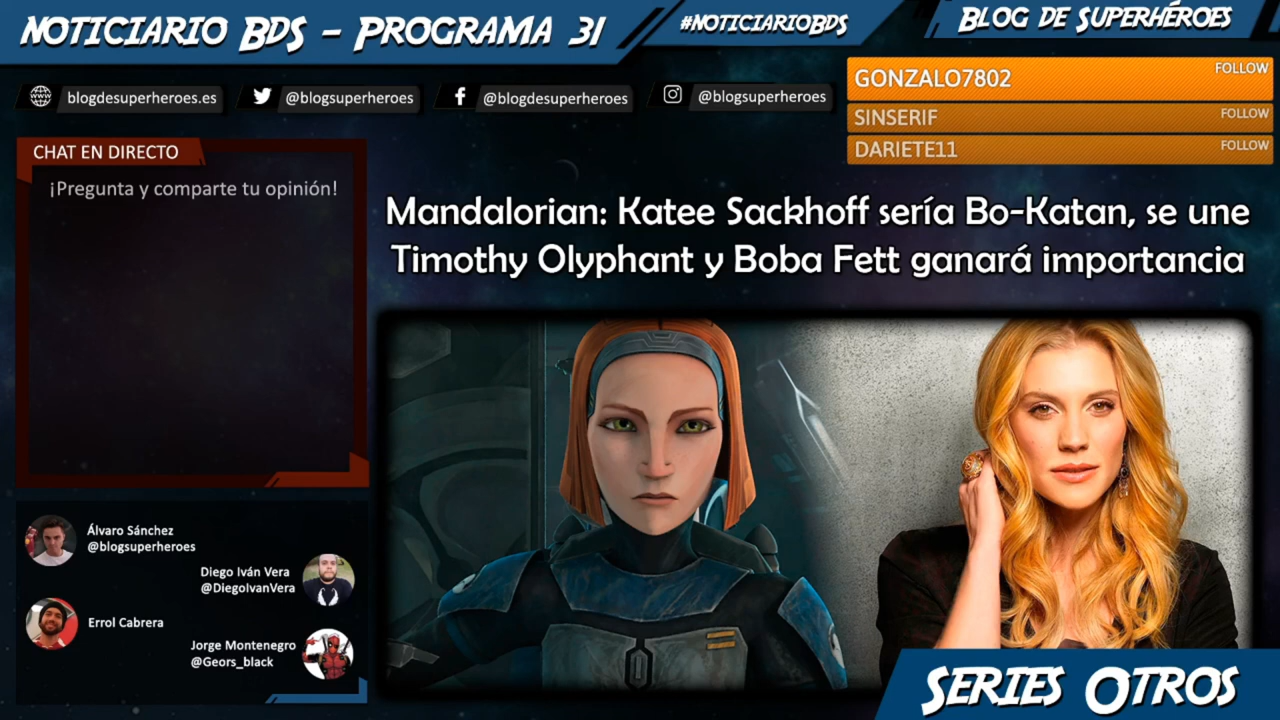 NOTICIARIO BDS - PROGRAMA 31
#NOTICIARIOBDS
BLOG DE SUPERHÉROES
blogdesuperheroes.es
@blogsuperheroes
@blogdesuperheroes
@blogsuperheroes
GONZALO7802 FOLLOW
SINSERIF FOLLOW
DARIETE11 FOLLOW
CHAT EN DIRECTO
¡Pregunta y comparte tu opinión!
Mandalorian: Katee Sackhoff sería Bo-Katan, se une
Timothy Olyphant y Boba Fett ganará importancia
Álvaro Sánchez
@blogsuperheroes
Diego Iván Vera
@DiegoIvanVera
Errol Cabrera
Jorge Montenegro
@Geors_black
SERIES OTROS